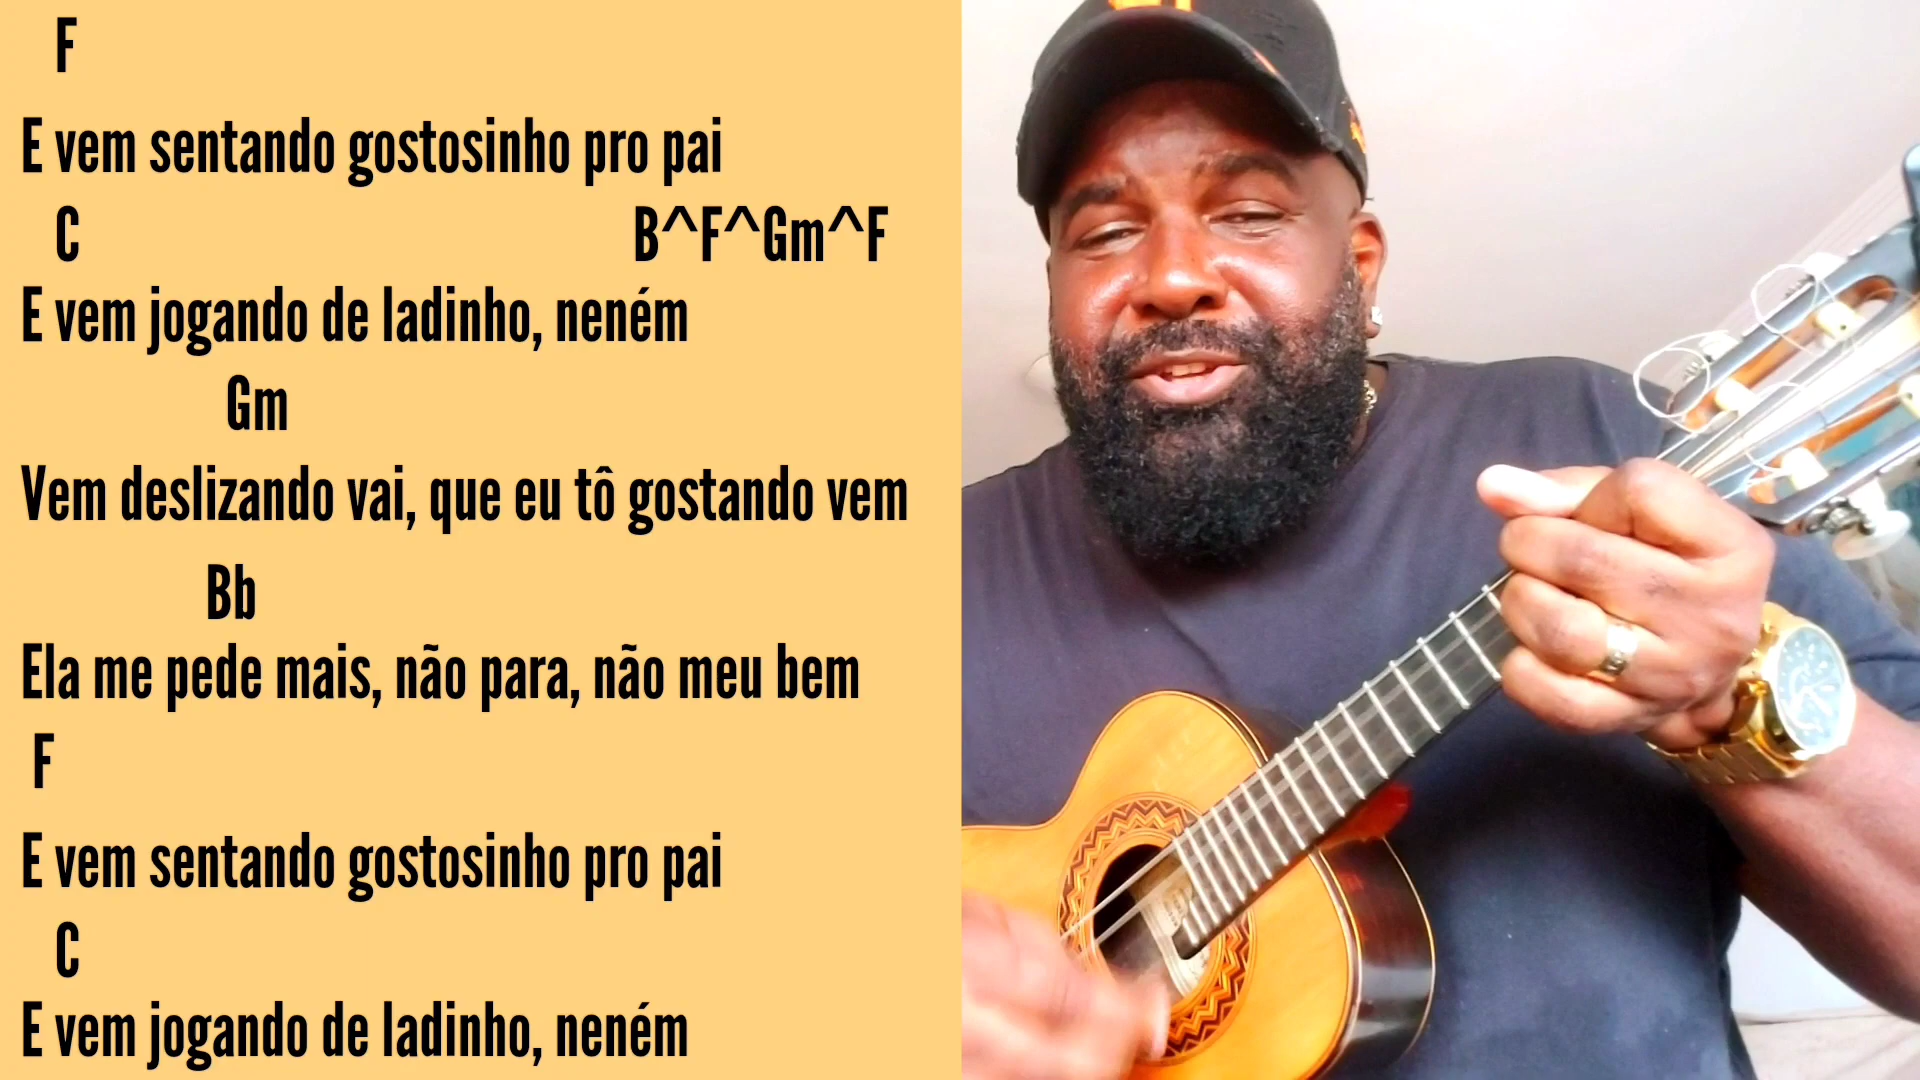 F
E vem sentando gostosinho pro pai
C B^F^Gm^F
E vem jogando de ladinho, neném
Gm
Vem deslizando vai, que eu tô gostando vem
Bb
Ela me pede mais, não para, não meu bem
F
E vem sentando gostosinho pro pai
C
E vem jogando de ladinho, neném